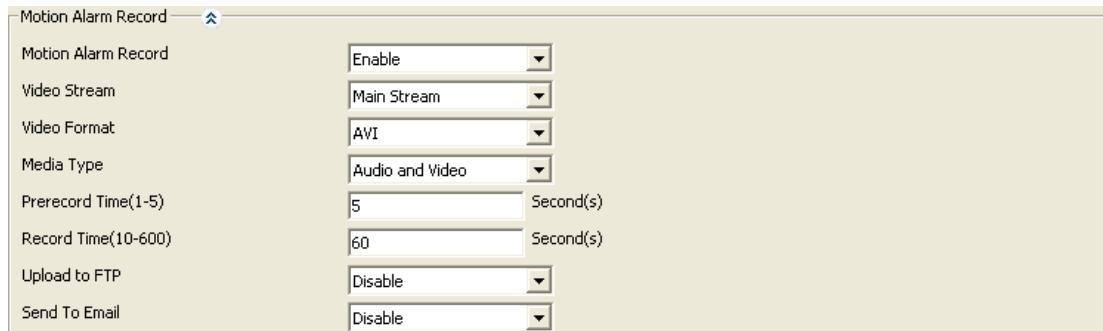 Motion Alarm Record
Motion Alarm Record Enable
Video Stream Main Stream
Video Format AVI
Media Type Audio and Video
Prerecord Time(1-5) 5 Second(s)
Record Time(10-600) 60 Second(s)
Upload to FTP Disable
Send To Email Disable